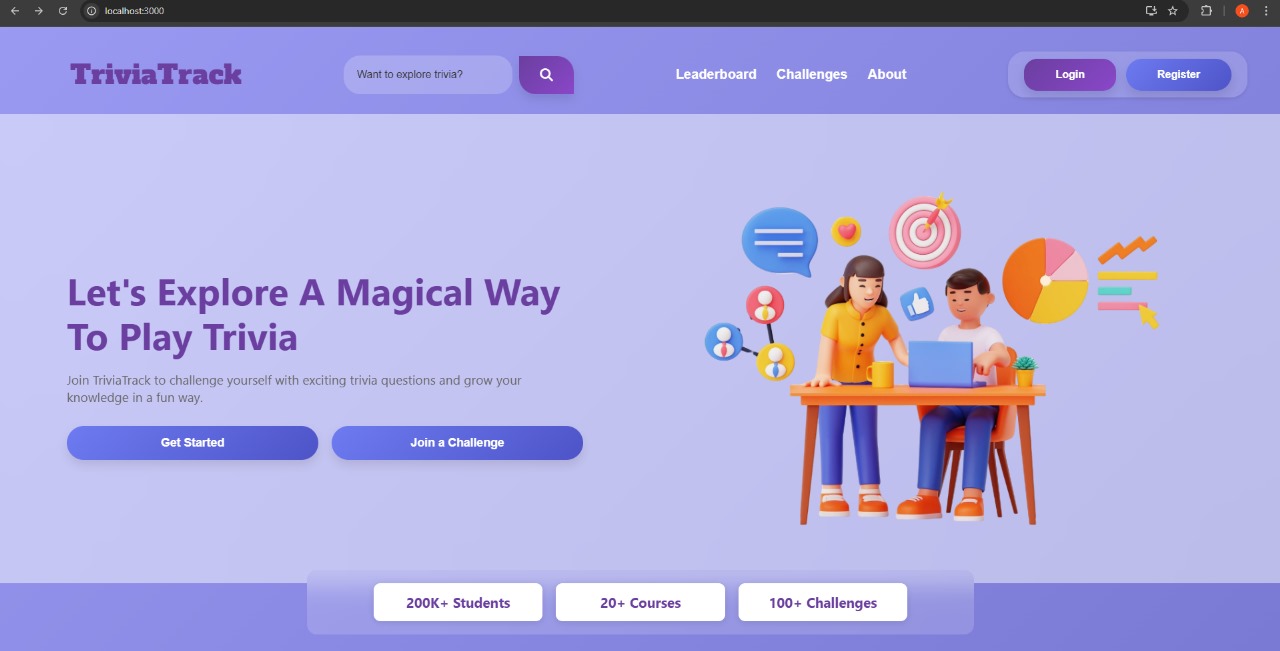 localhost:3000
A
TriviaTrack
Want to explore trivia?
Leaderboard
Challenges
About
Login
Register
Let's Explore A Magical Way
To Play Trivia
Join TriviaTrack to challenge yourself with exciting trivia questions and grow your
knowledge in a fun way.
Get Started
Join a Challenge
200K+ Students
20+ Courses
100+ Challenges